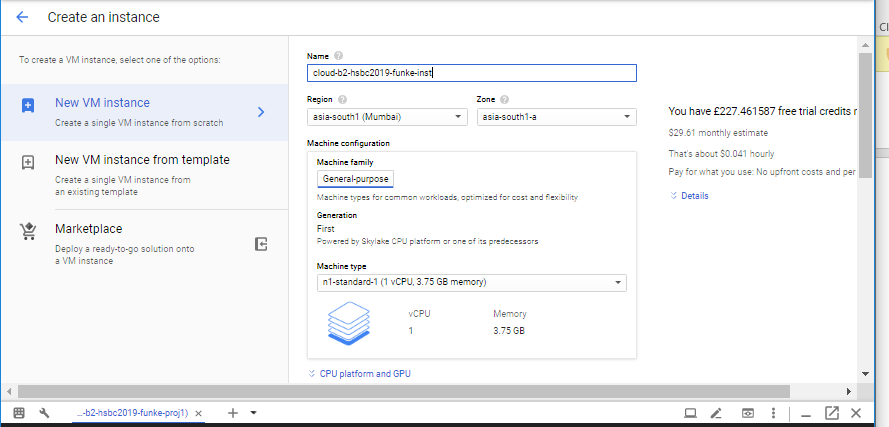 Create an instance
To create a VM instance, select one of the options:
New VM instance
Create a single VM instance from scratch
New VM instance from template
Create a single VM instance from
an existing template
Marketplace
Deploy a ready-to-go solution onto
a VM instance
Name
cloud-b2-hsbc2019-funke-inst
Region
Zone
asia-south1 (Mumbai)
asia-south1-a
Machine configuration
Machine family
General-purpose
Machine types for common workloads, optimized for cost and flexibility
Generation
First
Powered by Skylake CPU platform or one of its predecessors
Machine type
n1-standard-1 (1 vCPU, 3.75 GB memory)
vCPU
Memory
1
3.75 GB
CPU platform and GPU
You have £227.461587 free trial credits r
$29.61 monthly estimate
That's about $0.041 hourly
Pay for what you use: No upfront costs and per
Details
...-b2-hsbc2019-funke-proj1)